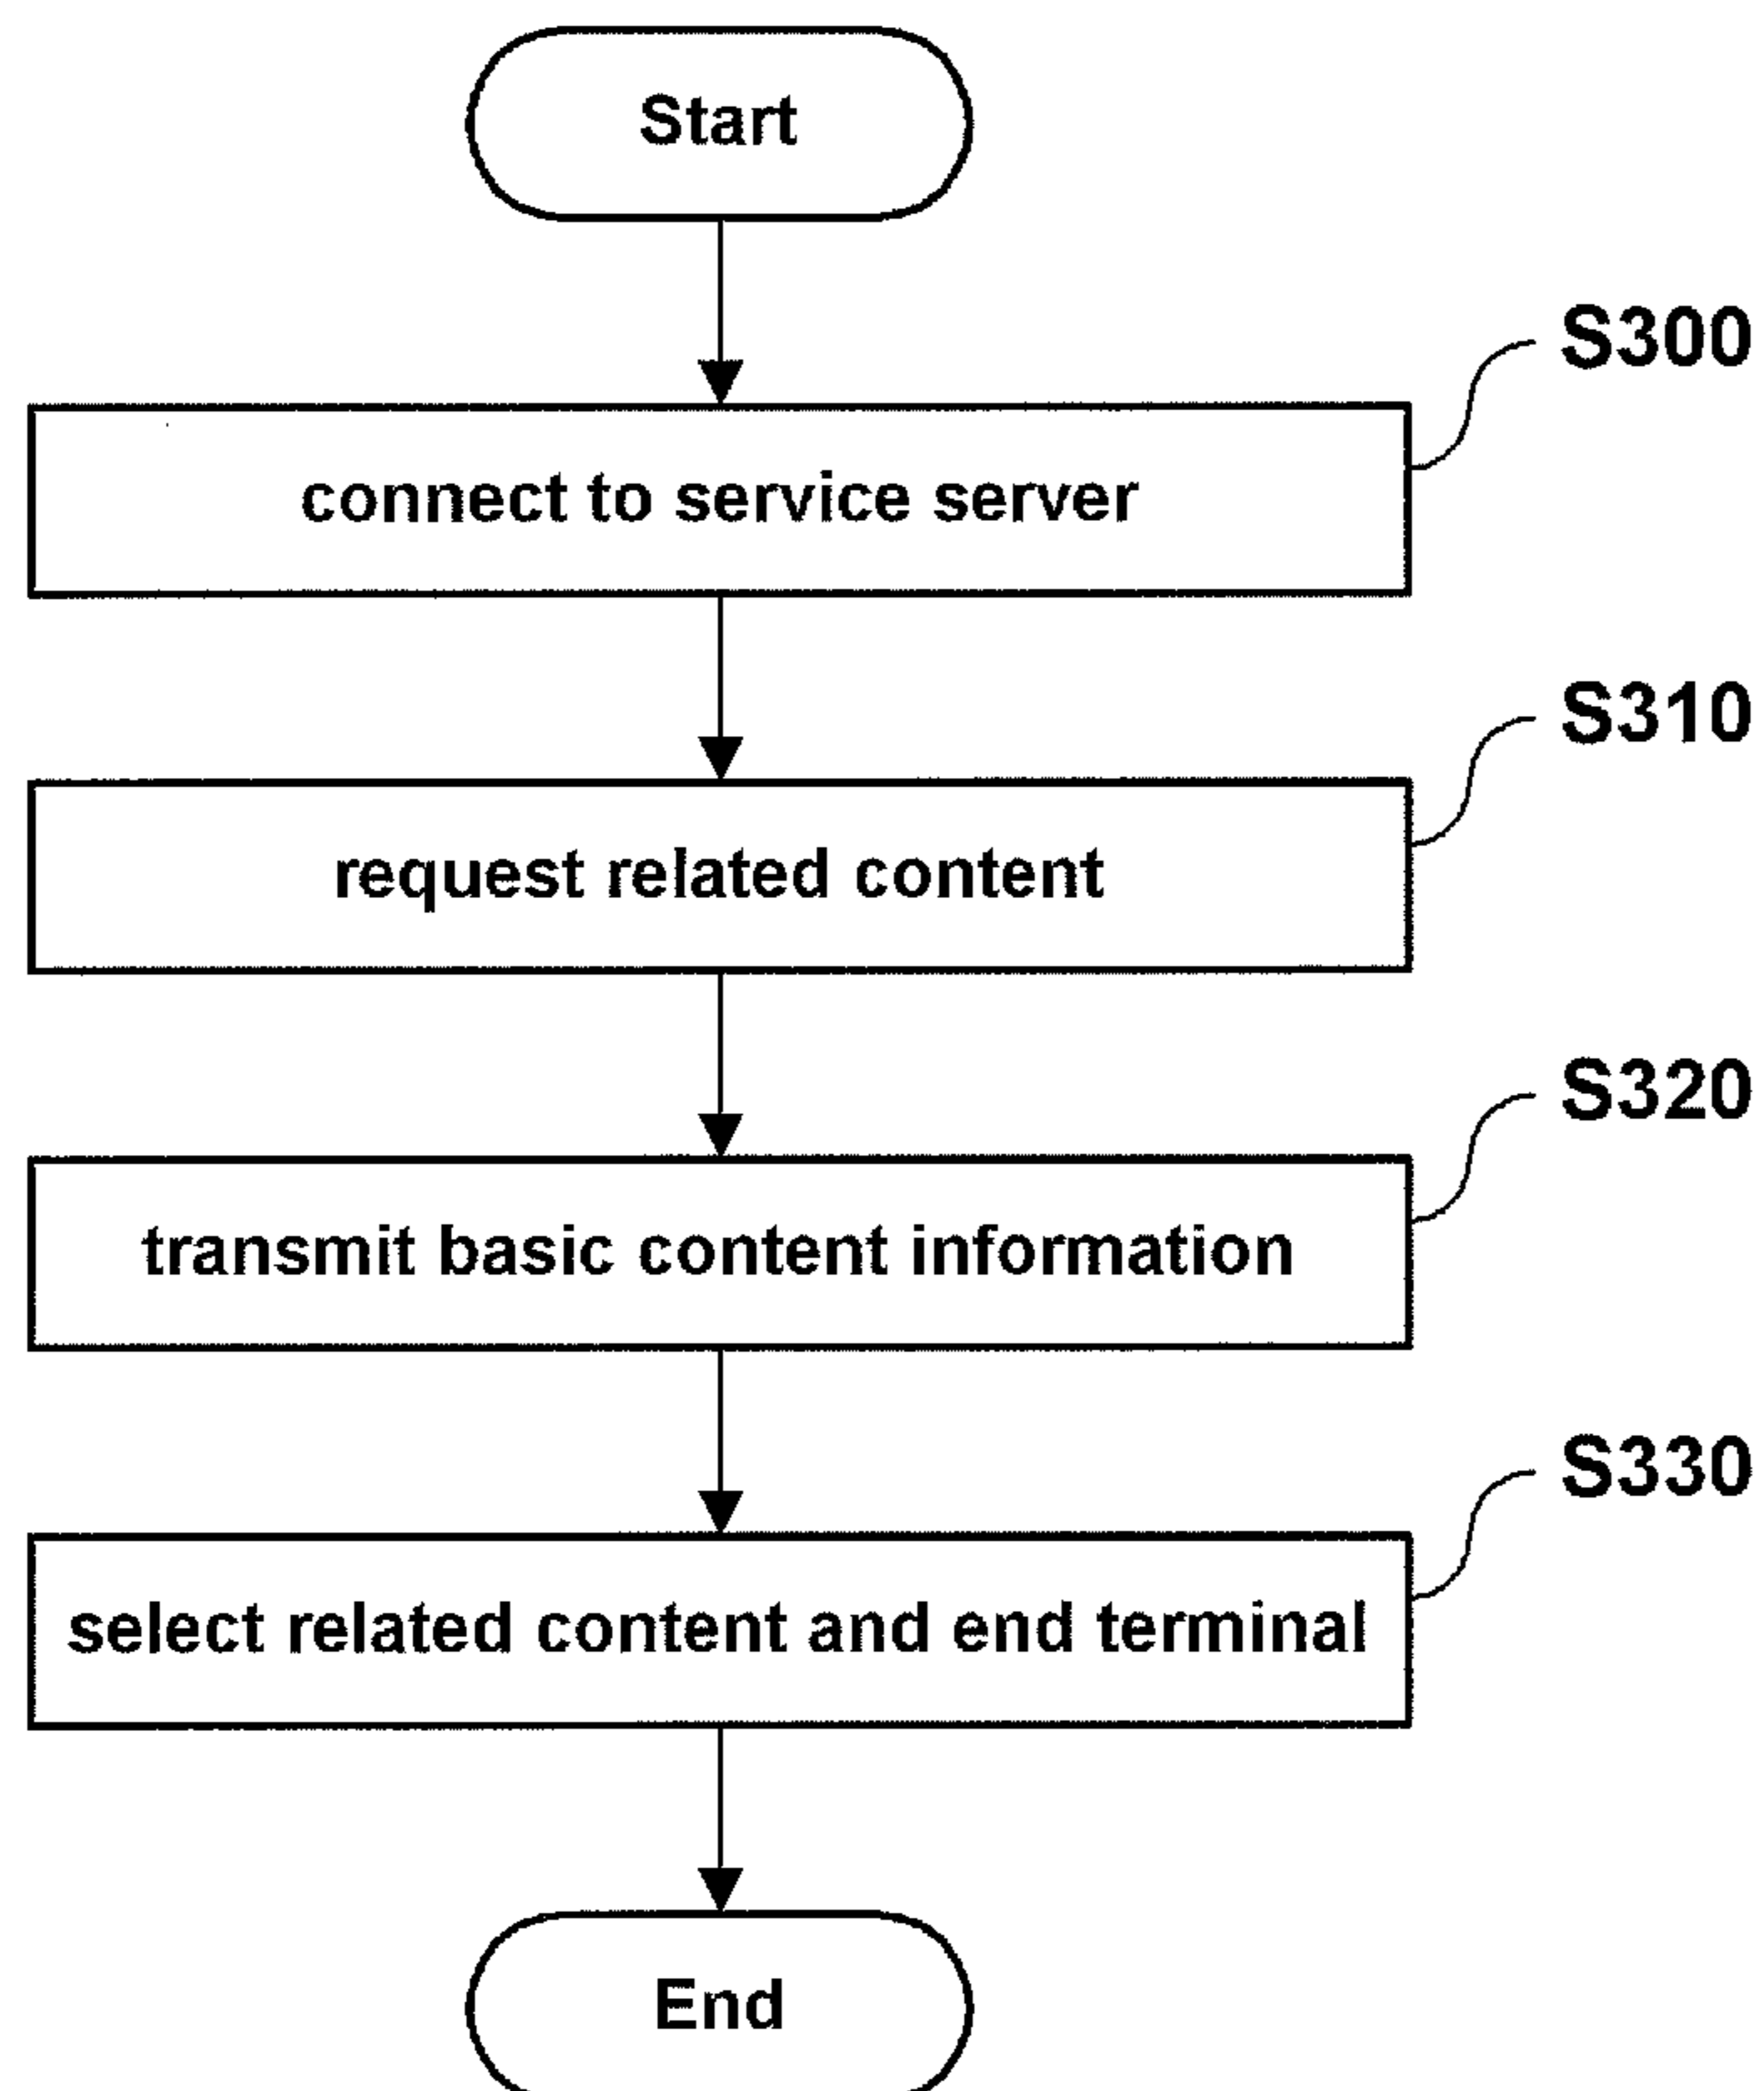 Start
S300
connect to service server
S310
request related content
S320
transmit basic content information
S330
select related content and end terminal
End